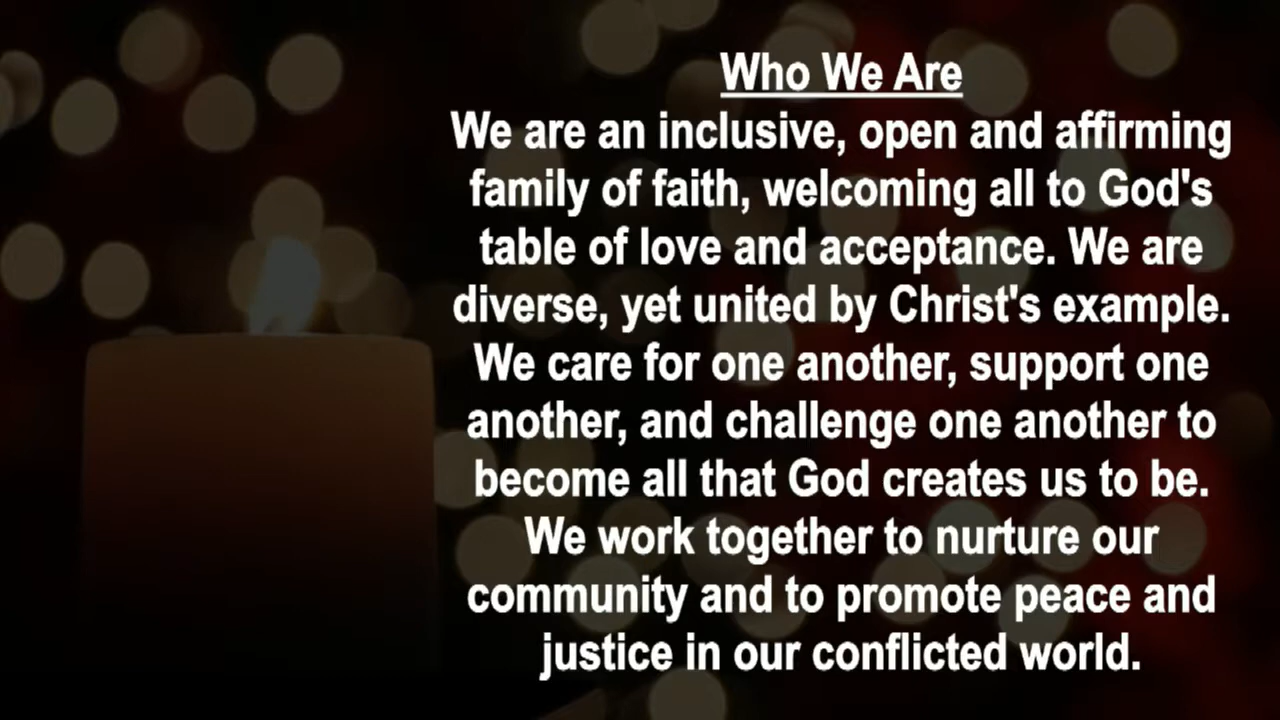 Who We Are
We are an inclusive, open and affirming
family of faith, welcoming all to God's
table of love and acceptance. We are
diverse, yet united by Christ's example.
We care for one another, support one
another, and challenge one another to
become all that God creates us to be.
We work together to nurture our
community and to promote peace and
justice in our conflicted world.